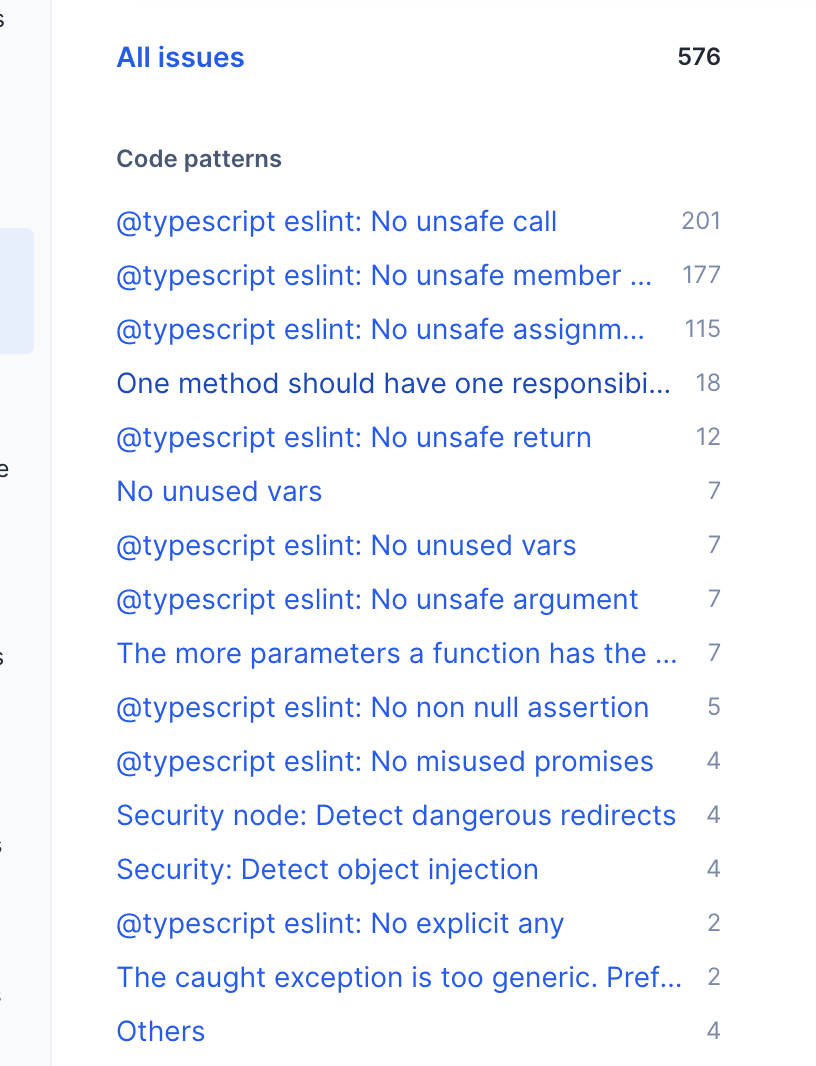 All issues 576
Code patterns
@typescript eslint: No unsafe call 201
@typescript eslint: No unsafe member ... 177
@typescript eslint: No unsafe assignm... 115
One method should have one responsibi... 18
@typescript eslint: No unsafe return 12
No unused vars 7
@typescript eslint: No unused vars 7
@typescript eslint: No unsafe argument 7
The more parameters a function has the ... 7
@typescript eslint: No non null assertion 5
@typescript eslint: No misused promises 4
Security node: Detect dangerous redirects 4
Security: Detect object injection 4
@typescript eslint: No explicit any 2
The caught exception is too generic. Pref... 2
Others 4